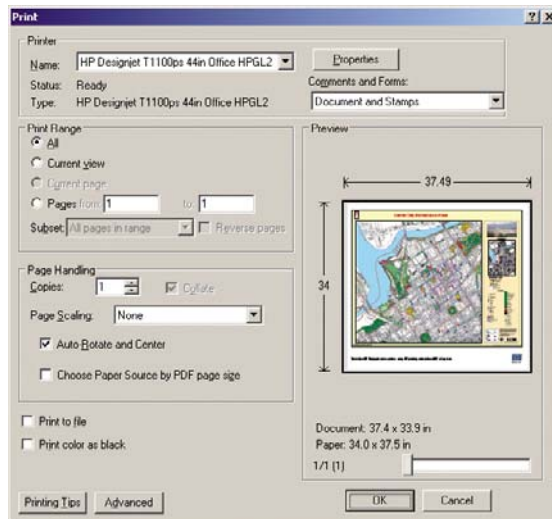 Print
Printer
Name: HP Designjet T1100ps 44in Office HPGL2
Properties
Status: Ready
Comments and Forms:
Type: HP Designjet T1100ps 44in Office HPGL2
Document and Stamps
Print Range
All
Current view
Current page
Pages from: 1 to: 1
Subset: All pages in range
Reverse pages
Page Handling
Copies: 1
Collate
Page Scaling: None
Auto-Rotate and Center
Choose Paper Source by PDF page size
Print to file
Print color as black
Preview
37.49
34
Document: 37.4 x 33.9 in
Paper: 34.0 x 37.5 in
1/1 (1)
Printing Tips
Advanced
OK
Cancel